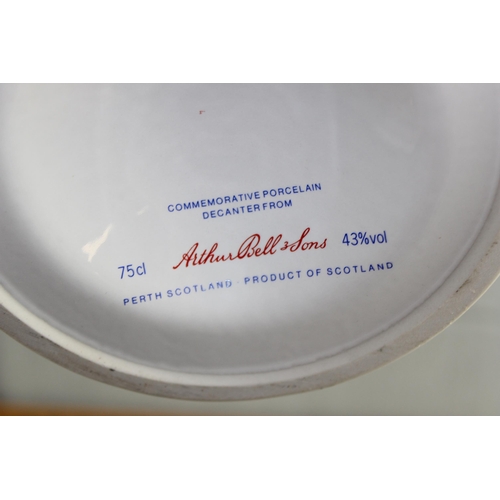 COMMEMORATIVE PORCELAIN
DECANTER FROM
75cl Arthur Bell & Sons 43%vol
PERTH SCOTLAND · PRODUCT OF SCOTLAND